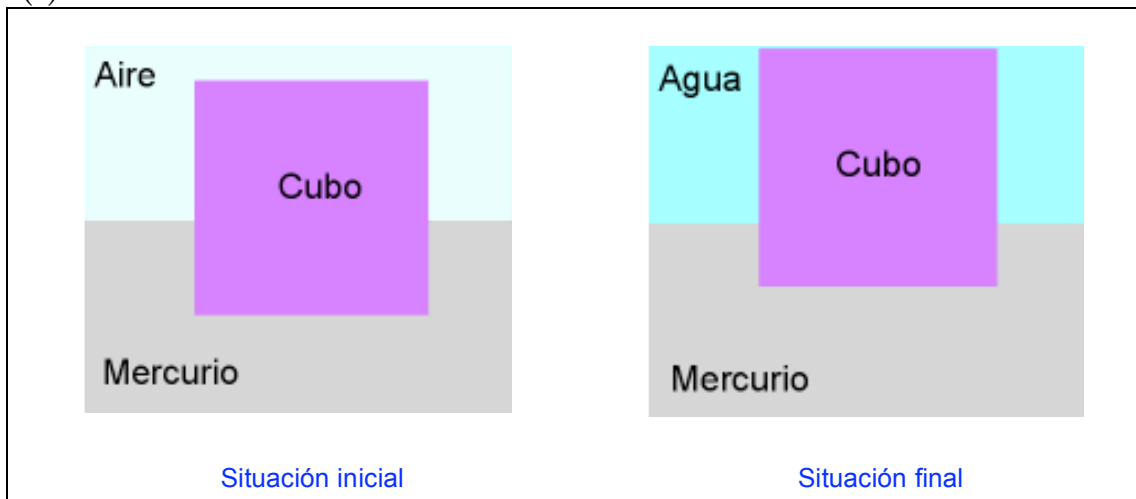 Aire
Cubo
Mercurio
Situación inicial
Agua
Cubo
Mercurio
Situación final